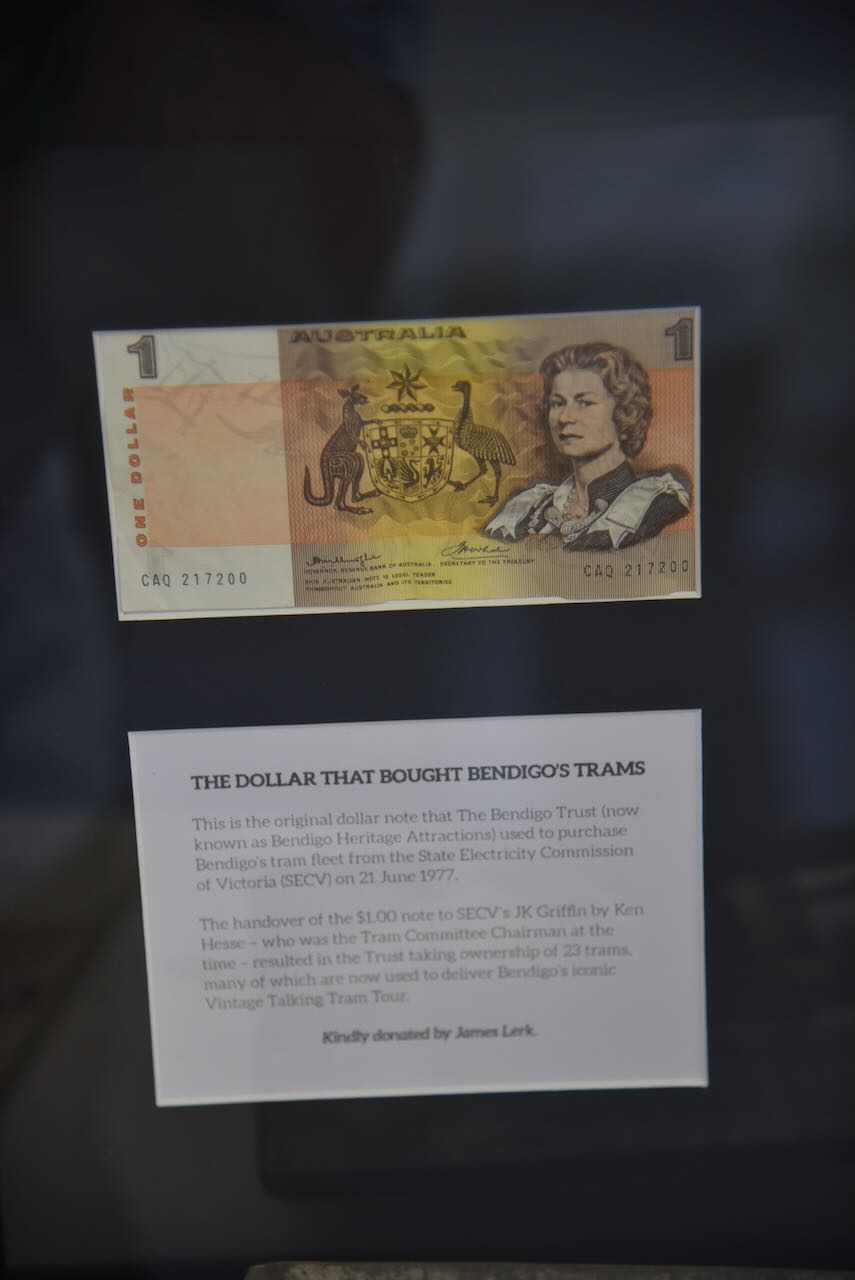 1
AUSTRALIA
1
ONE DOLLAR
GOVERNOR, RESERVE BANK OF AUSTRALIA
SECRETARY TO THE TREASURY
THIS AUSTRALIAN NOTE IS LEGAL TENDER
THROUGHOUT AUSTRALIA AND ITS TERRITORIES
CAQ 217200
CAQ 217200
THE DOLLAR THAT BOUGHT BENDIGO'S TRAMS
This is the original dollar note that The Bendigo Trust (now
known as Bendigo Heritage Attractions) used to purchase
Bendigo's tram fleet from the State Electricity Commission
of Victoria (SECV) on 21 June 1977.
The handover of the $1.00 note to SECV's JK Griffin by Ken
Hesse – who was the Tram Committee Chairman at the
time – resulted in the Trust taking ownership of 23 trams,
many of which are now used to deliver Bendigo's iconic
Vintage Talking Tram Tour.
Kindly donated by James Lerk.